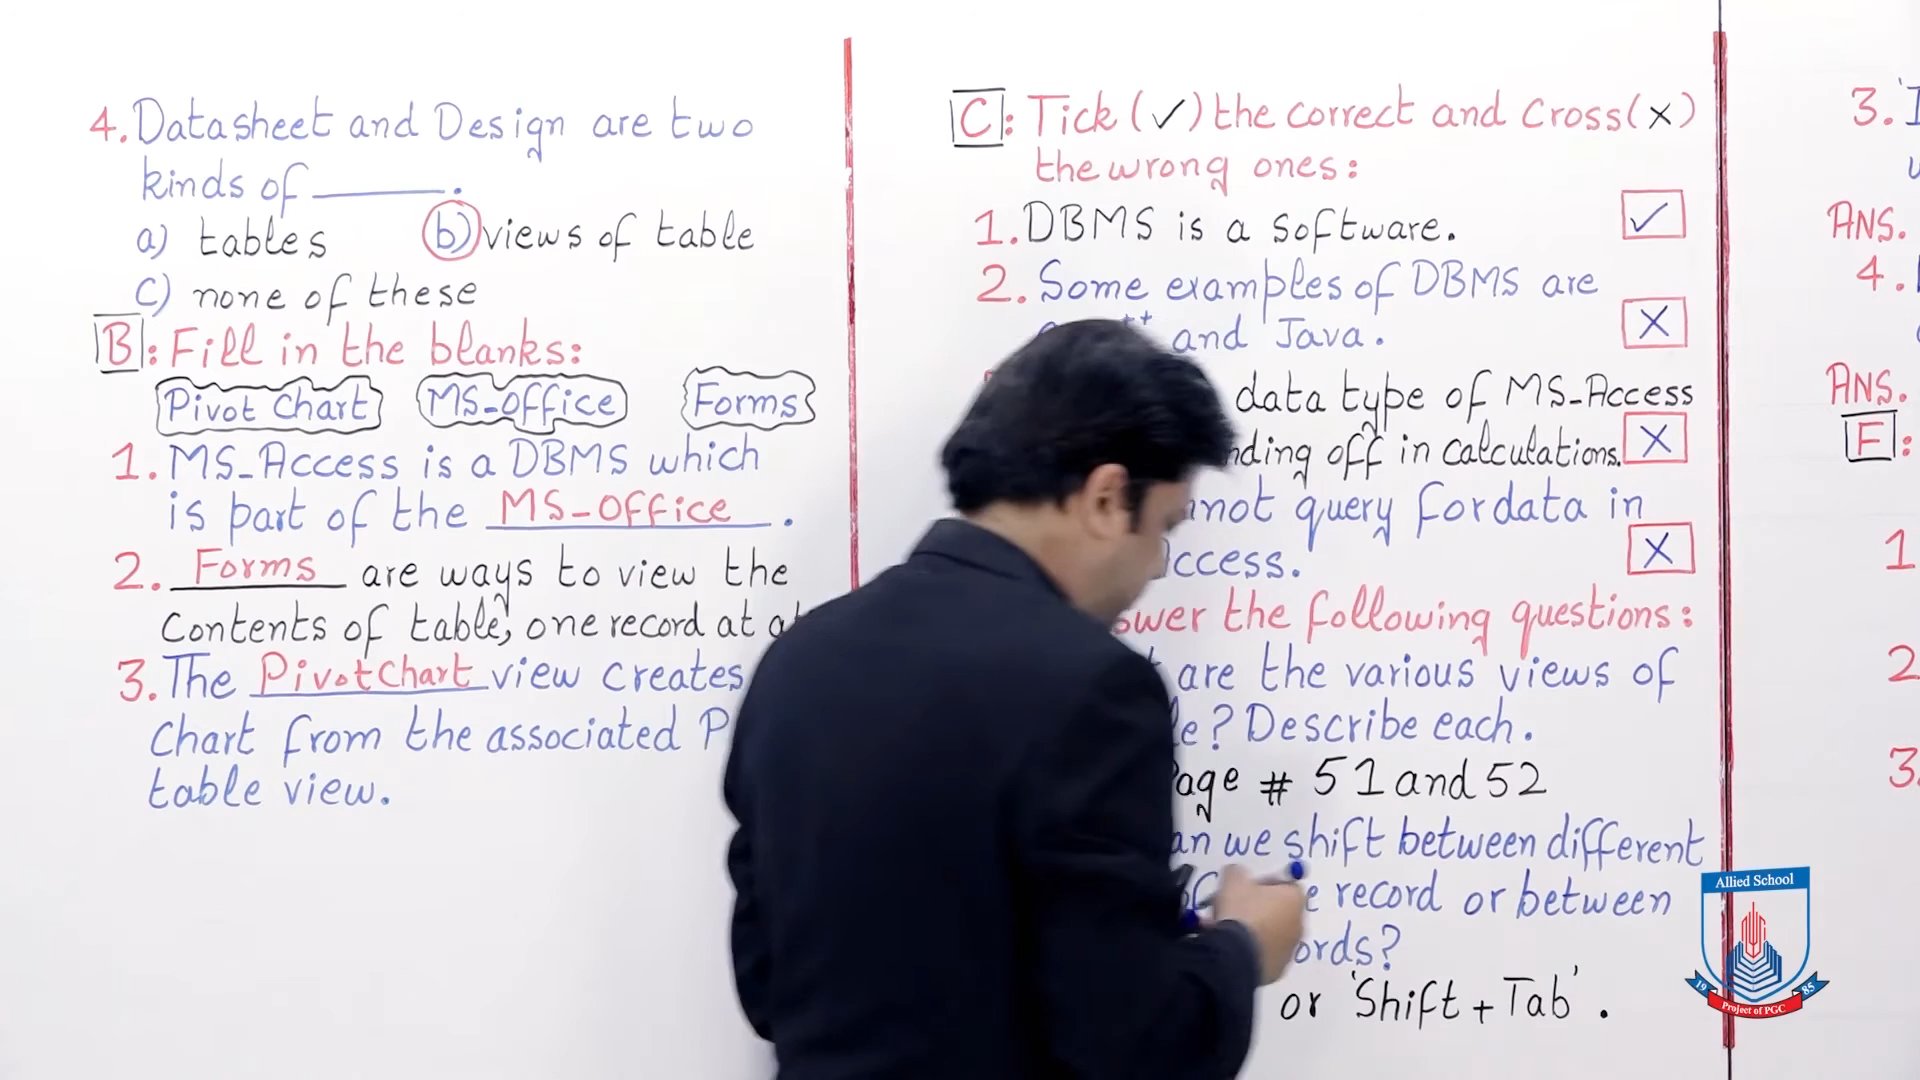 4. Datasheet and Design are two
kinds of ______.
a) tables b) views of table
c) none of these
B: Fill in the blanks:
Pivot Chart MS-Office Forms
1. MS-Access is a DBMS which
is part of the MS-Office.
2. Forms are ways to view the
contents of table, one record at a
3. The PivotChart view creates
chart from the associated P
table view.
C: Tick (✓) the correct and Cross(×)
the wrong ones:
1. DBMS is a software. ✓
2. Some examples of DBMS are
++ and Java. X
data type of MS-Access
nding off in calculations. X
nnot query for data in
ccess. X
swer the following questions:
are the various views of
le? Describe each.
Page # 51 and 52
an we shift between different
of e record or between
ords?
or 'Shift + Tab'.
3.
ANS.
4.
ANS.
F:
1
2
3.
Allied School
19 85
Project of PGC